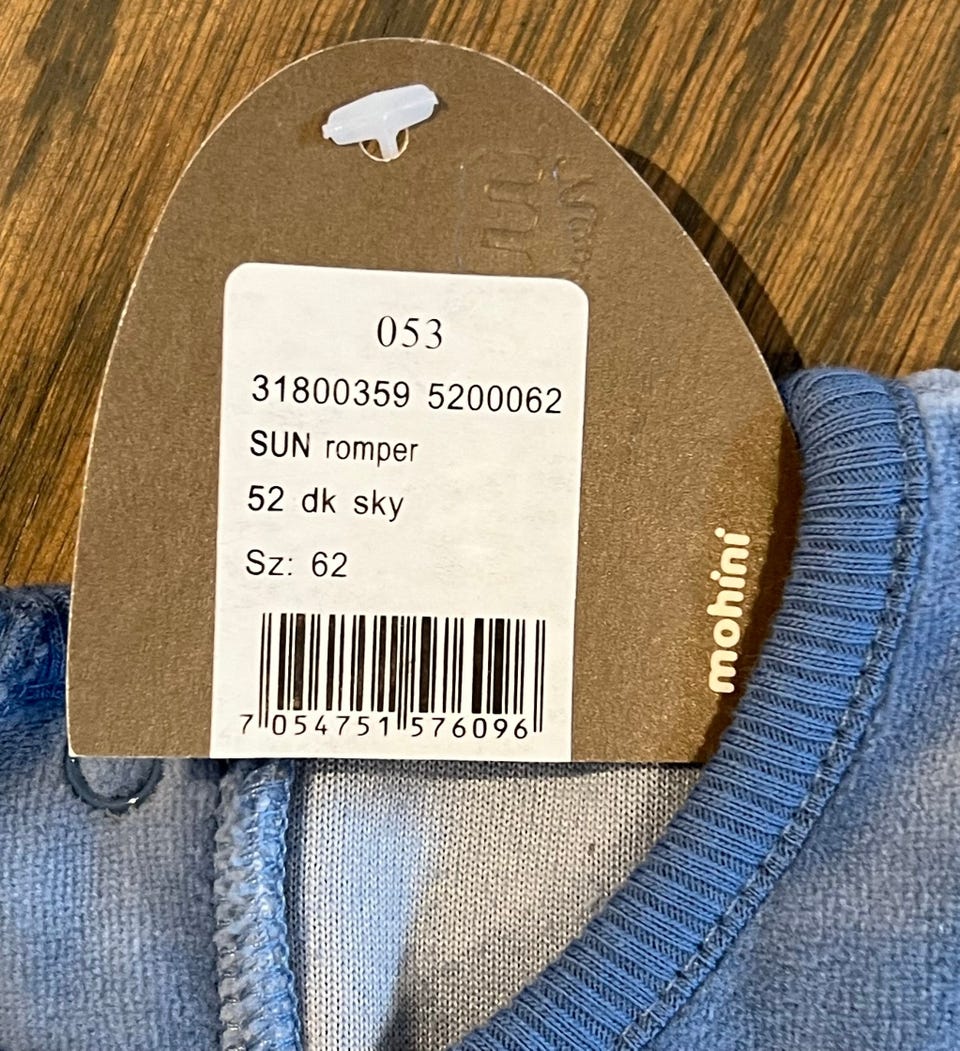 053
31800359 5200062
SUN romper
52 dk sky
Sz: 62
7 054751 576096
mohini